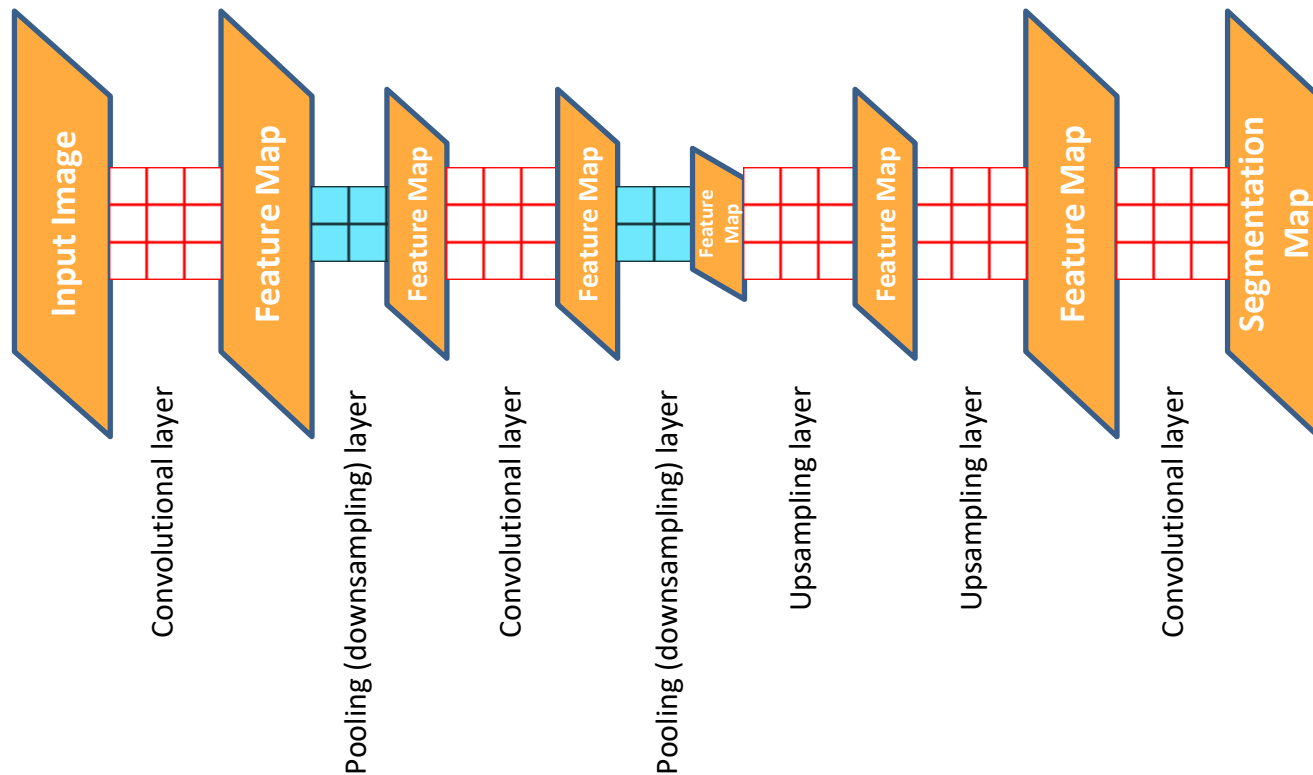 Input Image
Convolutional layer
Feature Map
Pooling (downsampling) layer
Feature Map
Convolutional layer
Feature Map
Pooling (downsampling) layer
Feature
Map
Upsampling layer
Feature Map
Upsampling layer
Feature Map
Convolutional layer
Segmentation
Map